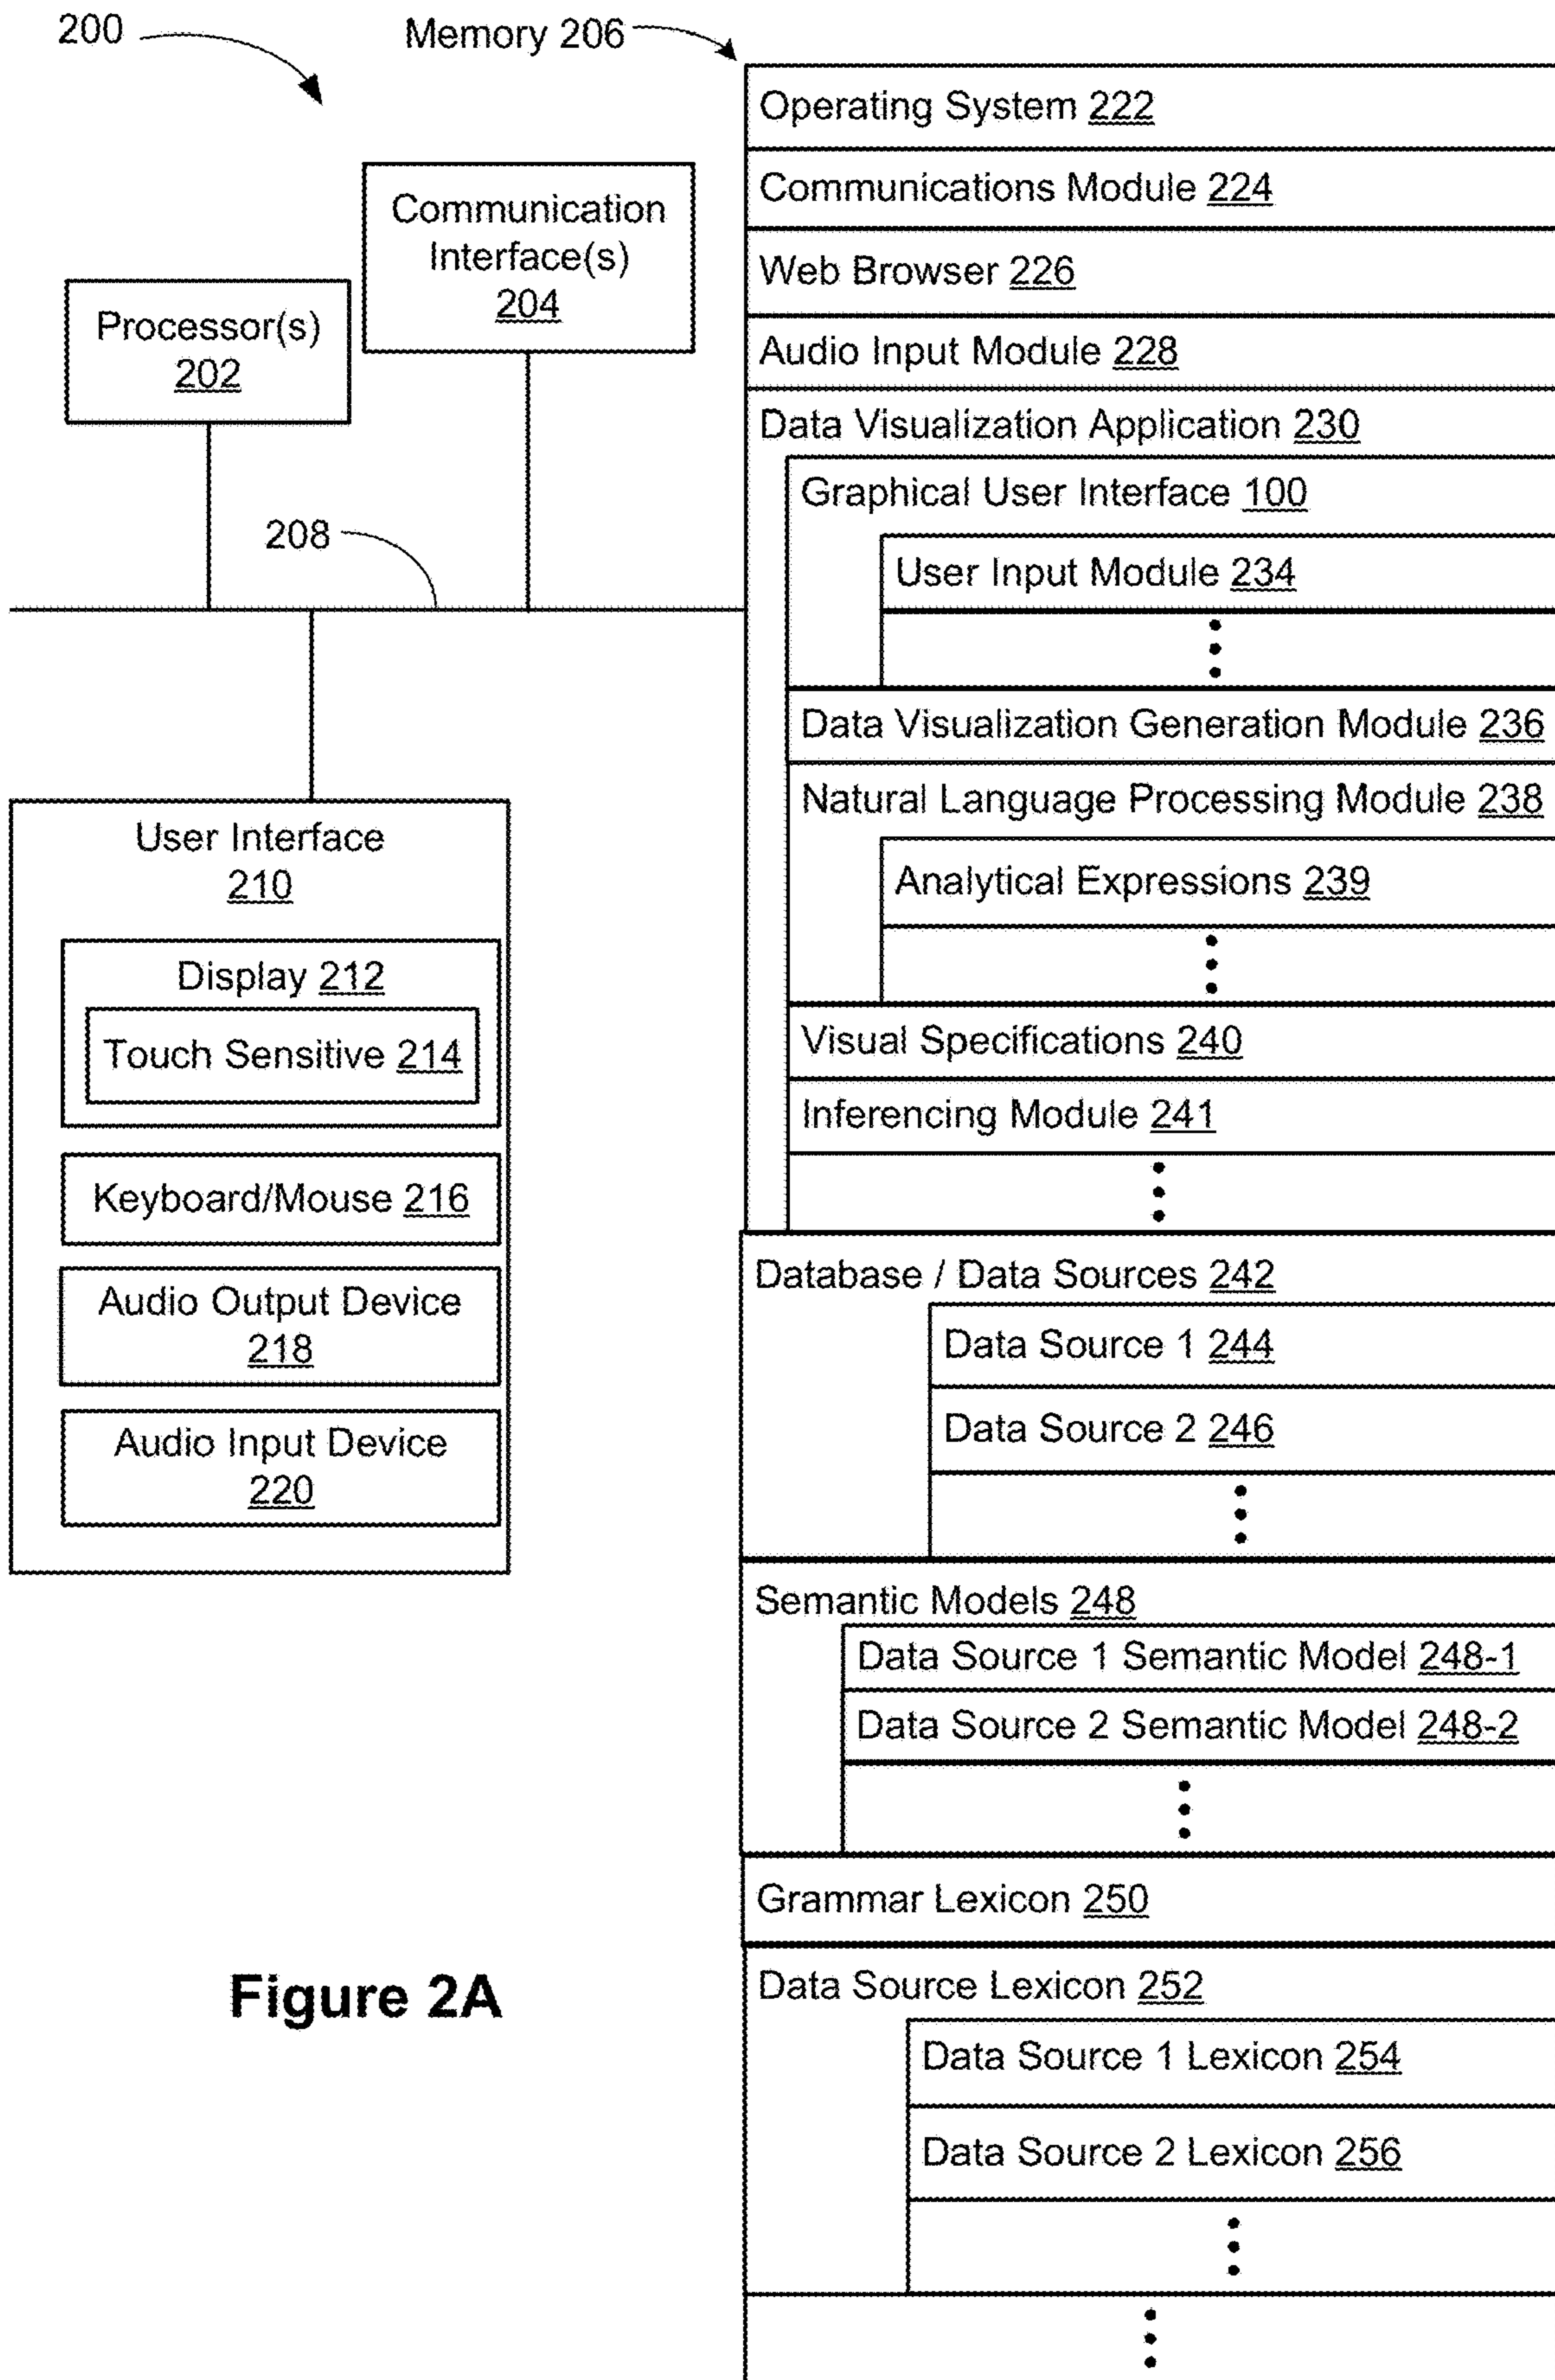 200
Memory 206
Processor(s)
202
Communication
Interface(s)
204
208
User Interface
210
Display 212
Touch Sensitive 214
Keyboard/Mouse 216
Audio Output Device
218
Audio Input Device
220
Operating System 222
Communications Module 224
Web Browser 226
Audio Input Module 228
Data Visualization Application 230
Graphical User Interface 100
User Input Module 234
Data Visualization Generation Module 236
Natural Language Processing Module 238
Analytical Expressions 239
Visual Specifications 240
Inferencing Module 241
Database / Data Sources 242
Data Source 1 244
Data Source 2 246
Semantic Models 248
Data Source 1 Semantic Model 248-1
Data Source 2 Semantic Model 248-2
Grammar Lexicon 250
Data Source Lexicon 252
Data Source 1 Lexicon 254
Data Source 2 Lexicon 256
Figure 2A